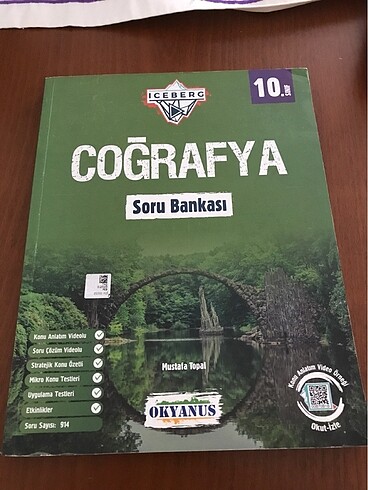 ICEBERG
10.
SINIF
COĞRAFYA
Soru Bankası
Konu Anlatım Videolu
Soru Çözüm Videolu
Stratejik Konu Özetli
Mikro Konu Testleri
Uygulama Testleri
Etkinlikler
Soru Sayısı: 914
Mustafa Topal
OKYANUS
Konu Anlatım Video Örneği
Okut-İzle